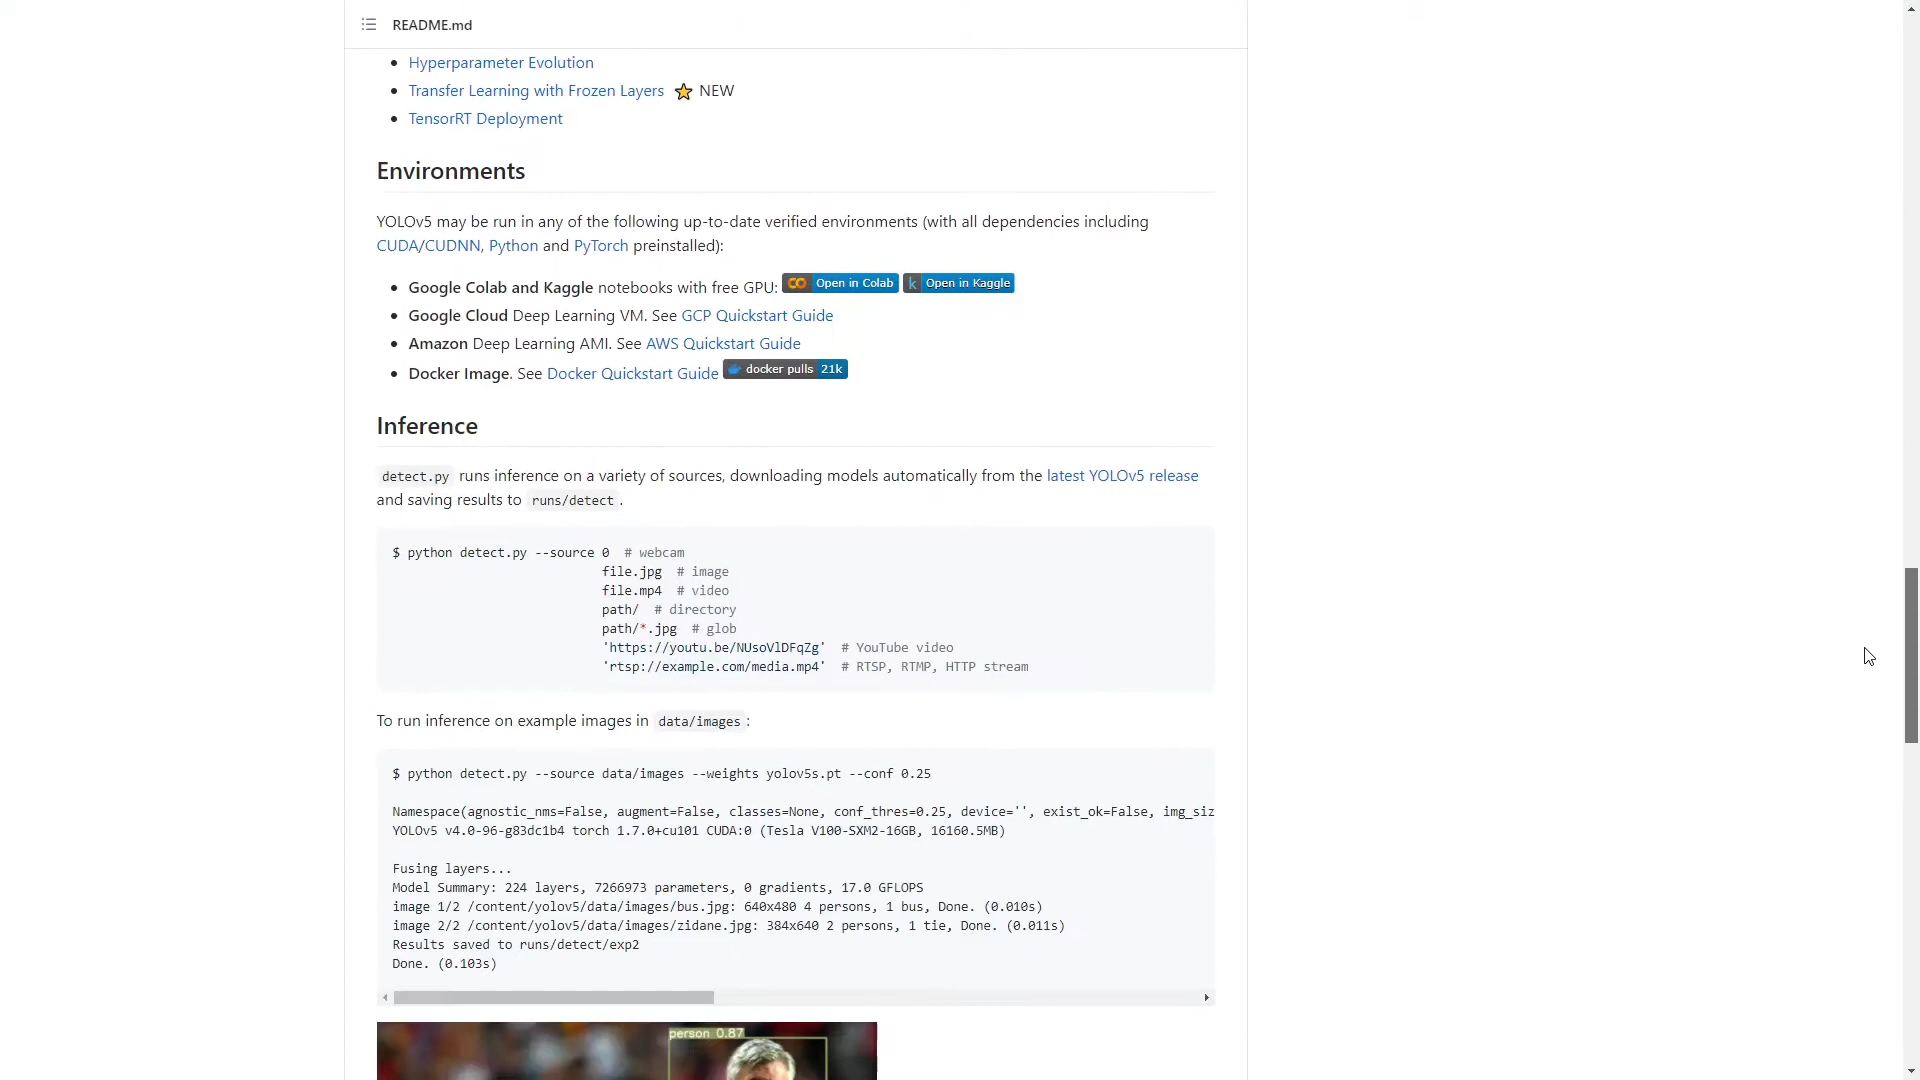 README.md
Hyperparameter Evolution
Transfer Learning with Frozen Layers ⭐ NEW
TensorRT Deployment
Environments
YOLOv5 may be run in any of the following up-to-date verified environments (with all dependencies including
CUDA/CUDNN, Python and PyTorch preinstalled):
Google Colab and Kaggle notebooks with free GPU: Open in Colab Open in Kaggle
Google Cloud Deep Learning VM. See GCP Quickstart Guide
Amazon Deep Learning AMI. See AWS Quickstart Guide
Docker Image. See Docker Quickstart Guide docker pulls 21k
Inference
detect.py runs inference on a variety of sources, downloading models automatically from the latest YOLOv5 release
and saving results to runs/detect.
$ python detect.py --source 0 # webcam
file.jpg # image
file.mp4 # video
path/ # directory
path/*.jpg # glob
'https://youtu.be/NUsoVlDFqZg' # YouTube video
'rtsp://example.com/media.mp4' # RTSP, RTMP, HTTP stream
To run inference on example images in data/images:
$ python detect.py --source data/images --weights yolov5s.pt --conf 0.25
Namespace(agnostic_nms=False, augment=False, classes=None, conf_thres=0.25, device='', exist_ok=False, img_siz
YOLOv5 v4.0-96-g83dc1b4 torch 1.7.0+cu101 CUDA:0 (Tesla V100-SXM2-16GB, 16160.5MB)
Fusing layers...
Model Summary: 224 layers, 7266973 parameters, 0 gradients, 17.0 GFLOPS
image 1/2 /content/yolov5/data/images/bus.jpg: 640x480 4 persons, 1 bus, Done. (0.010s)
image 2/2 /content/yolov5/data/images/zidane.jpg: 384x640 2 persons, 1 tie, Done. (0.011s)
Results saved to runs/detect/exp2
Done. (0.103s)
person 0.87